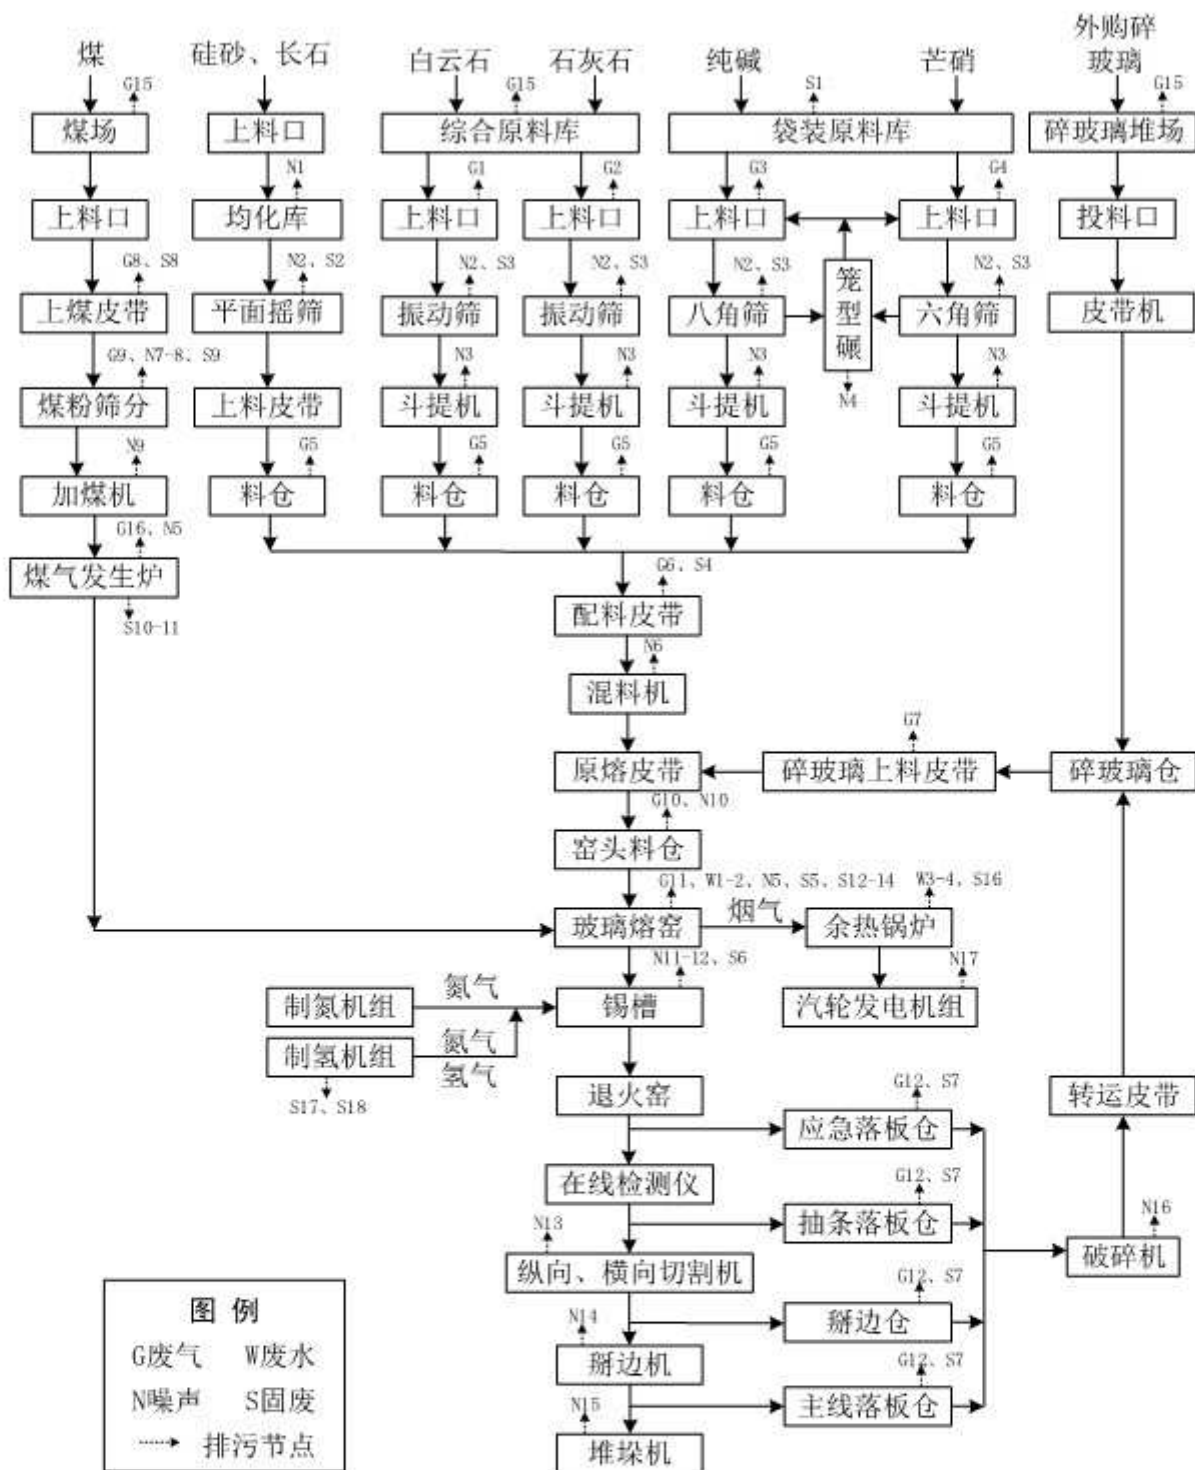 煤
硅砂、长石
白云石
石灰石
纯碱
芒硝
外购碎
玻璃
G15
G15
S1
G15
煤场
上料口
综合原料库
袋装原料库
碎玻璃堆场
N1
G1
G2
G3
G4
上料口
均化库
上料口
上料口
上料口
上料口
投料口
G8、S8
N2、S2
N2、S3
N2、S3
N2、S3
N2、S3
笼型碾
上煤皮带
平面摇筛
振动筛
振动筛
八角筛
六角筛
皮带机
G9、N7-8、S9
N3
N3
N3
N4
N3
煤粉筛分
上料皮带
斗提机
斗提机
斗提机
斗提机
N9
G5
G5
G5
G5
G5
加煤机
料仓
料仓
料仓
料仓
料仓
G16、N5
煤气发生炉
S10-11
G6、S4
配料皮带
N6
混料机
G7
原熔皮带
碎玻璃上料皮带
碎玻璃仓
G10、N10
窑头料仓
G11、W1-2、N5、S5、S12-14
W3-4、S16
玻璃熔窑
烟气
余热锅炉
N11-12、S6
N17
制氮机组
氮气
锡槽
汽轮发电机组
制氢机组
氮气
氢气
S17、S18
退火窑
G12、S7
应急落板仓
转运皮带
在线检测仪
G12、S7
N13
抽条落板仓
N16
破碎机
纵向、横向切割机
G12、S7
N14
掰边仓
掰边机
G12、S7
N15
主线落板仓
堆垛机
图 例
G废气 W废水
N噪声 S固废
排污节点